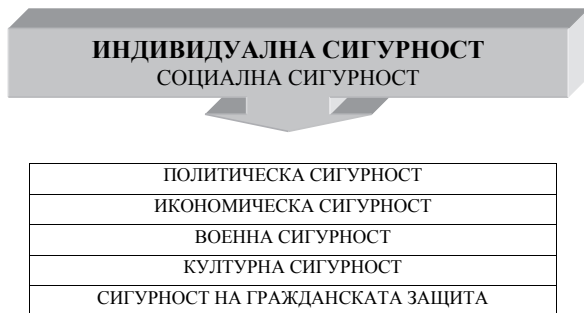 ИНДИВИДУАЛНА СИГУРНОСТ
СОЦИАЛНА СИГУРНОСТ
ПОЛИТИЧЕСКА СИГУРНОСТ
ИКОНОМИЧЕСКА СИГУРНОСТ
ВОЕННА СИГУРНОСТ
КУЛТУРНА СИГУРНОСТ
СИГУРНОСТ НА ГРАЖДАНСКАТА ЗАЩИТА